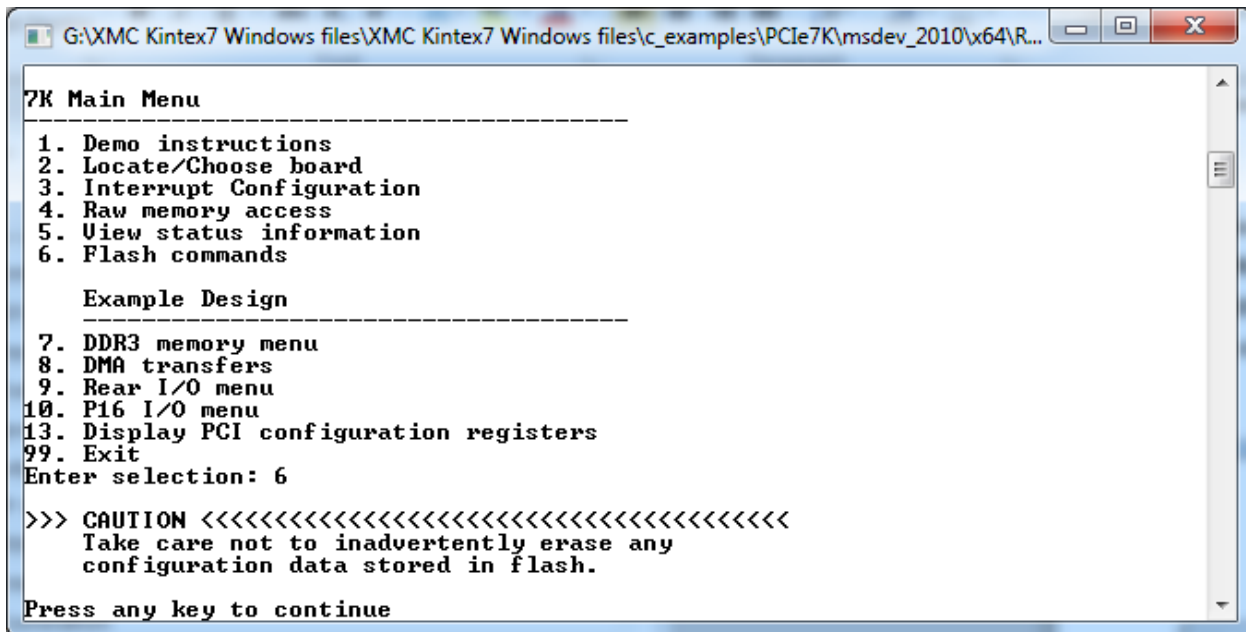 G:\XMC Kintex7 Windows files\XMC Kintex7 Windows files\c_examples\PCIe7K\msdev_2010\x64\R...
7K Main Menu
------------------------------------------
1. Demo instructions
2. Locate/Choose board
3. Interrupt Configuration
4. Raw memory access
5. View status information
6. Flash commands
Example Design
--------------------------------------
7. DDR3 memory menu
8. DMA transfers
9. Rear I/O menu
10. P16 I/O menu
13. Display PCI configuration registers
99. Exit
Enter selection: 6
>>> CAUTION <<<<<<<<<<<<<<<<<<<<<<<<<<<<<<<<<<<<<<<<<
Take care not to inadvertently erase any
configuration data stored in flash.
Press any key to continue